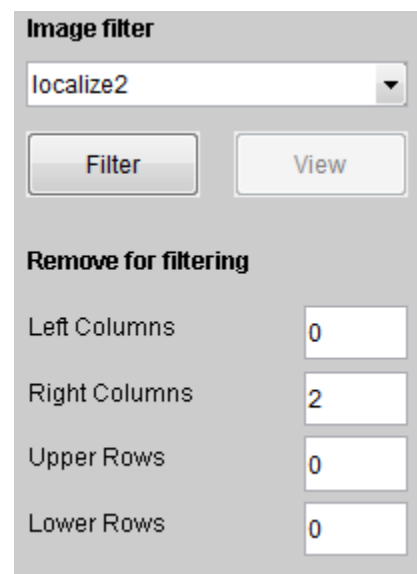 Image filter
localize2
Filter View
Remove for filtering
Left Columns 0
Right Columns 2
Upper Rows 0
Lower Rows 0